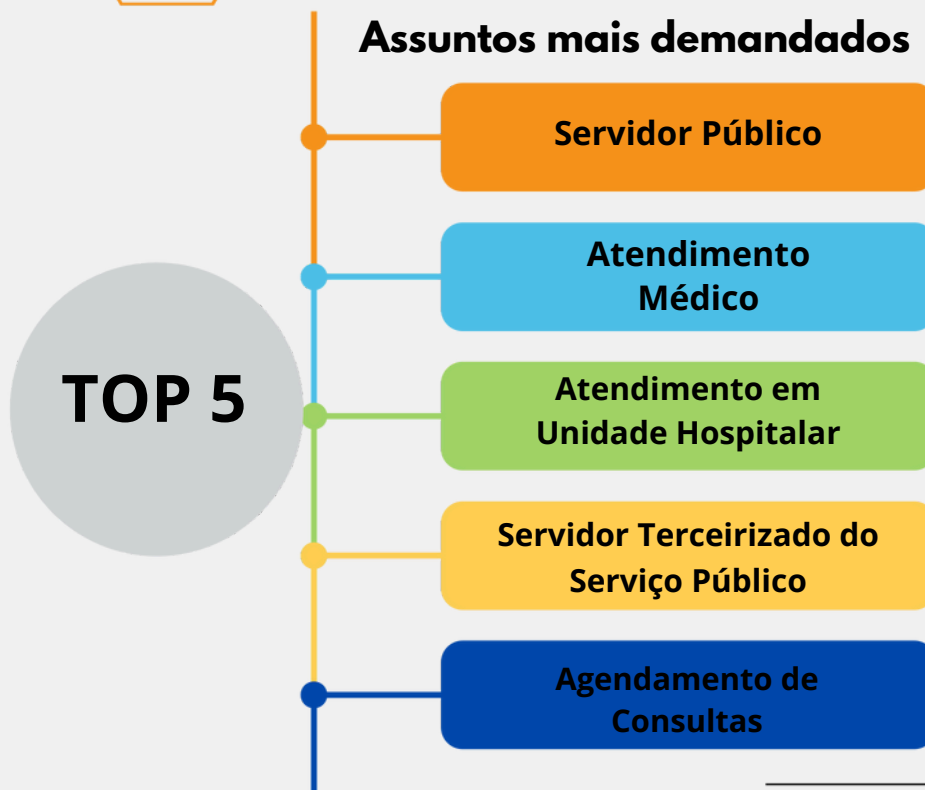 Assuntos mais demandados
Servidor Público
Atendimento
Médico
Atendimento em
Unidade Hospitalar
TOP 5
Servidor Terceirizado do
Serviço Público
Agendamento de
Consultas